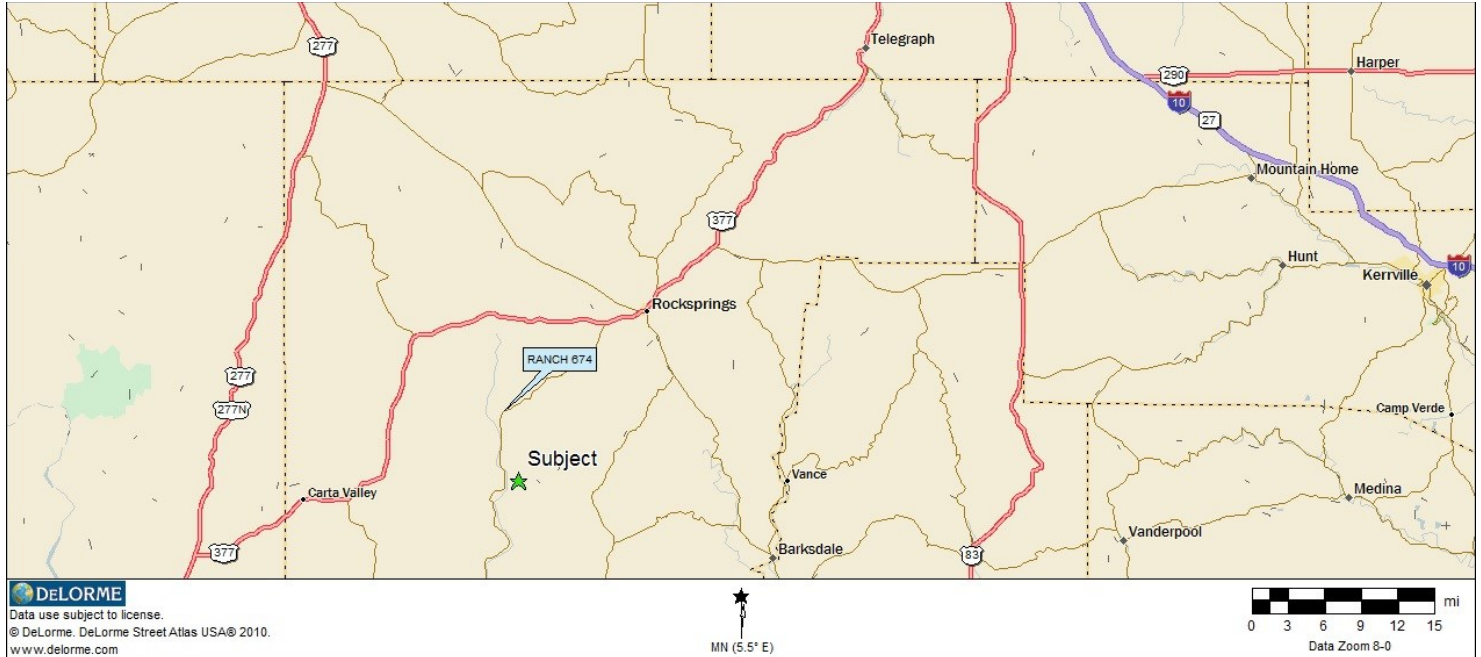 277
Telegraph
290
Harper
10
27
Mountain Home
377
Hunt
10
Kerrville
Rocksprings
RANCH 674
277
277N
Camp Verde
Subject
Vance
Carta Valley
Medina
Vanderpool
377
Barksdale
83
DELORME
Data use subject to license.
© DeLorme. DeLorme Street Atlas USA® 2010.
www.delorme.com
MN (5.5° E)
mi
0 3 6 9 12 15
Data Zoom 8-0